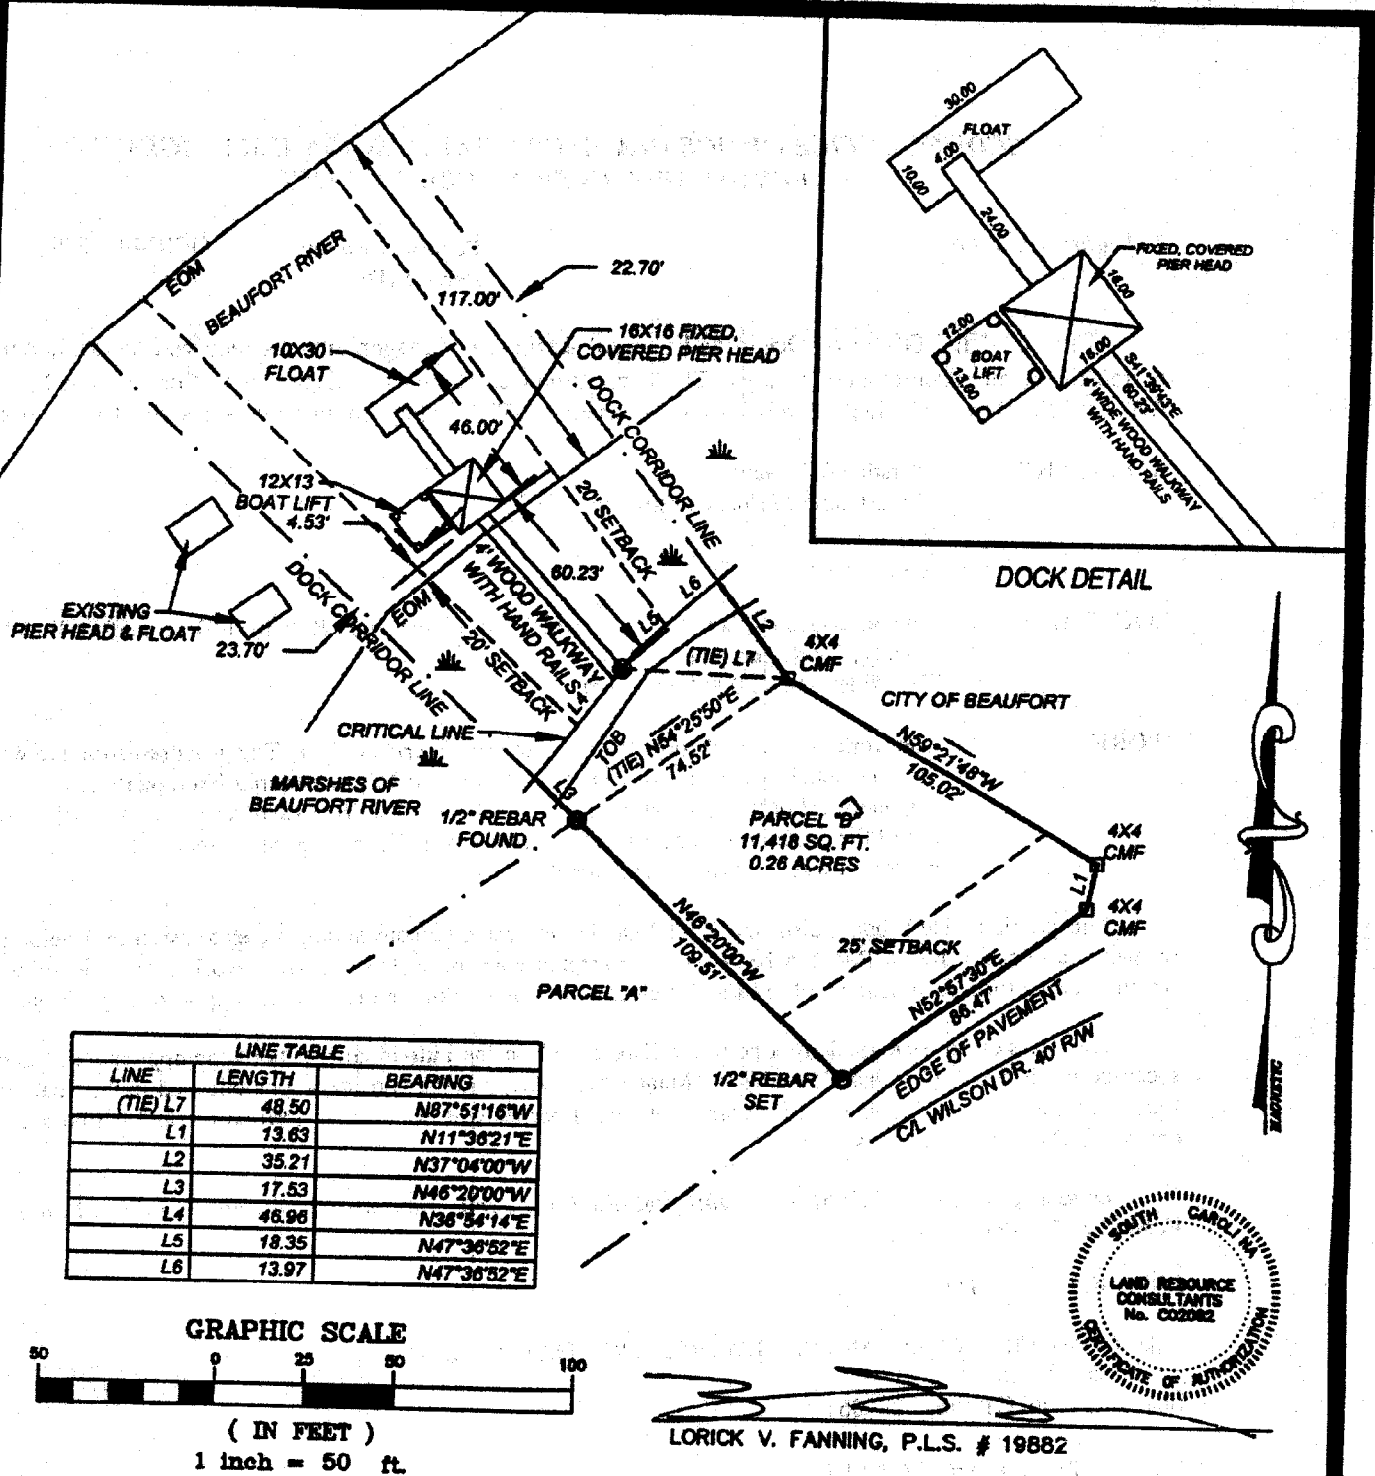 EOM
BEAUFORT RIVER
22.70'
117.00'
16X16 FIXED,
COVERED PIER HEAD
10X30
FLOAT
46.00'
DOCK CORRIDOR LINE
12X13
BOAT LIFT
4.53'
20' SETBACK
60.23'
EXISTING
PIER HEAD & FLOAT
23.70'
DOCK CORRIDOR LINE
EOM
4' WOOD WALKWAY
WITH HAND RAILS
20' SETBACK
L5
L6
L2
L4
(TIE) L7
4X4
CMF
CITY OF BEAUFORT
CRITICAL LINE
TOB
(TIE) N54°25'50"E
74.52'
N59°21'48"W
105.02'
MARSHES OF
BEAUFORT RIVER
L3
1/2" REBAR
FOUND
PARCEL "B"
11,418 SQ. FT.
0.26 ACRES
4X4
CMF
L1
4X4
CMF
N46°20'00"W
109.51'
25' SETBACK
N52°57'30"E
86.47'
PARCEL "A"
EDGE OF PAVEMENT
C/L WILSON DR. 40' R/W
1/2" REBAR
SET
30.00
FLOAT
4.00
10.00
24.00
FIXED, COVERED
PIER HEAD
16.00
12.00
BOAT
LIFT
13.00
16.00
S41°39'43"E
60.23'
4' WIDE WOOD WALKWAY
WITH HAND RAILS
DOCK DETAIL
MAGNETIC
LINE TABLE
LINE LENGTH BEARING
(TIE) L7 48.50 N87°51'16"W
L1 13.63 N11°36'21"E
L2 35.21 N37°04'00"W
L3 17.53 N46°20'00"W
L4 46.96 N36°54'14"E
L5 18.35 N47°36'52"E
L6 13.97 N47°36'52"E
GRAPHIC SCALE
50 0 25 50 100
( IN FEET )
1 inch = 50 ft.
SOUTH CAROLINA
LAND RESOURCE
CONSULTANTS
No. C02082
CERTIFICATE OF AUTHORIZATION
LORICK V. FANNING, P.L.S. # 19882